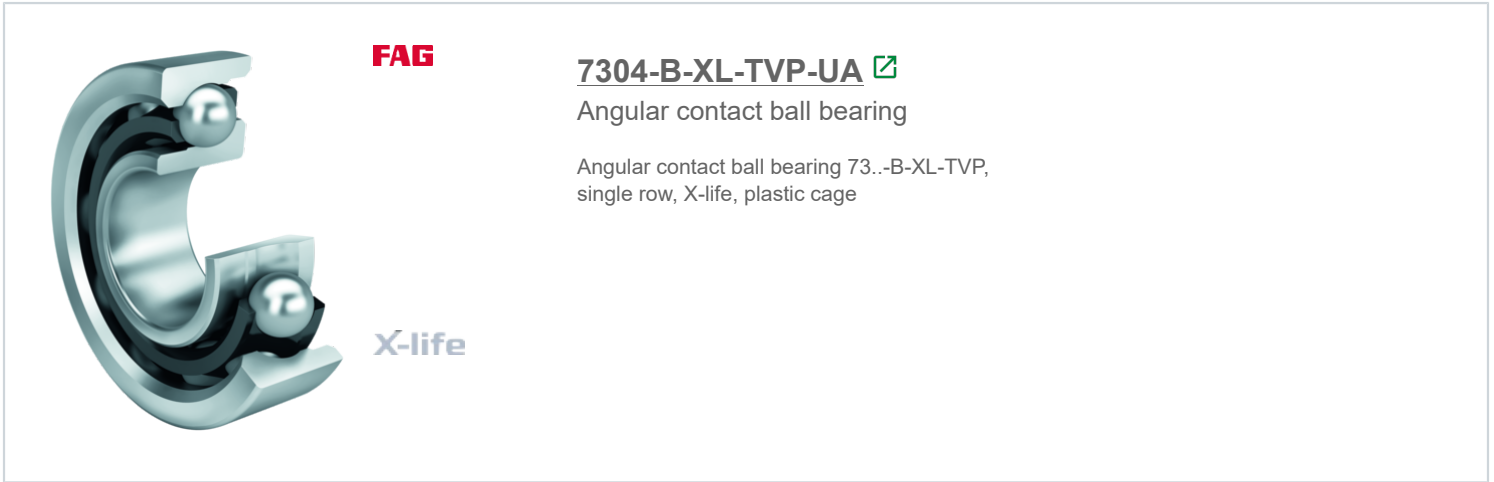 FAG
7304-B-XL-TVP-UA
Angular contact ball bearing
Angular contact ball bearing 73..-B-XL-TVP,
single row, X-life, plastic cage
X-life